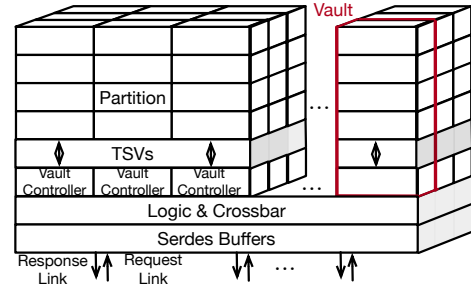 Vault
Partition
...
TSVs
Vault Controller
Vault Controller
Vault Controller
...
Logic & Crossbar
Serdes Buffers
Response Link
Request Link
...